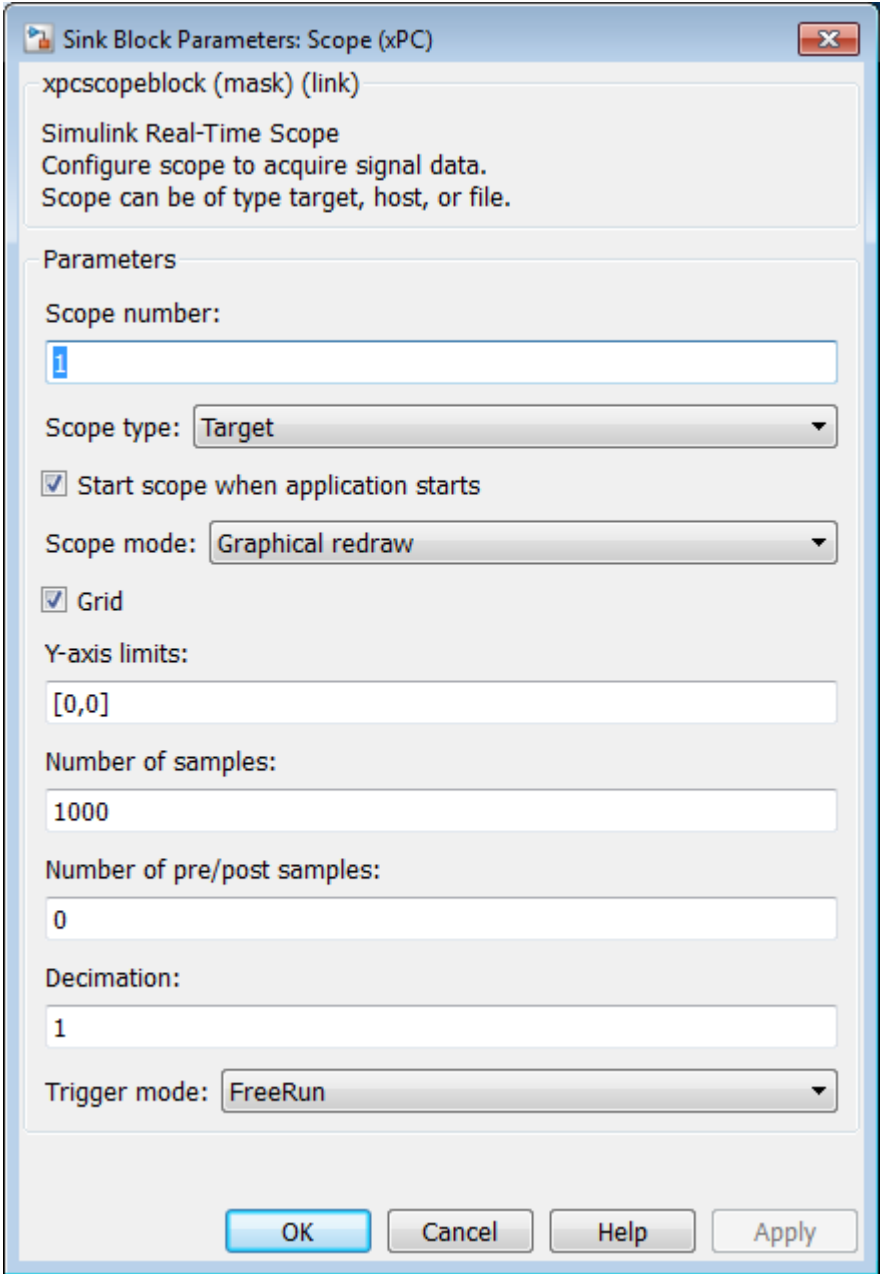 Sink Block Parameters: Scope (xPC)
xpcscopeblock (mask) (link)
Simulink Real-Time Scope
Configure scope to acquire signal data.
Scope can be of type target, host, or file.
Parameters
Scope number:
1
Scope type: Target
Start scope when application starts
Scope mode: Graphical redraw
Grid
Y-axis limits:
[0,0]
Number of samples:
1000
Number of pre/post samples:
0
Decimation:
1
Trigger mode: FreeRun
OK Cancel Help Apply